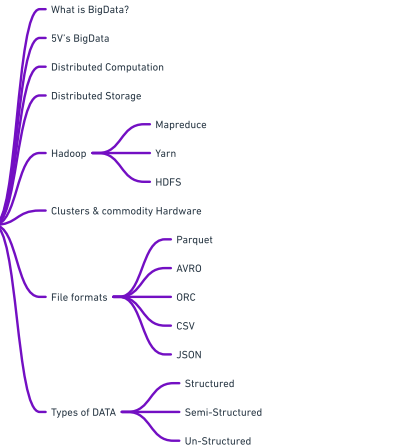 What is BigData?
5V's BigData
Distributed Computation
Distributed Storage
Hadoop
Mapreduce
Yarn
HDFS
Clusters & commodity Hardware
File formats
Parquet
AVRO
ORC
CSV
JSON
Types of DATA
Structured
Semi-Structured
Un-Structured